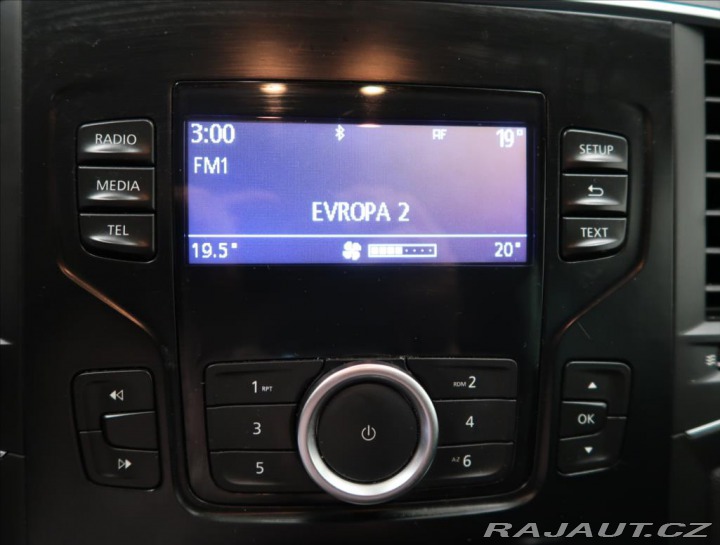 3:00 AF 19°
FM1
EVROPA 2
19.5° 20°
RADIO
MEDIA
TEL
SETUP
TEXT
1 RPT
RDM 2
3
4
5
AZ 6
OK
RAJAUT.CZ